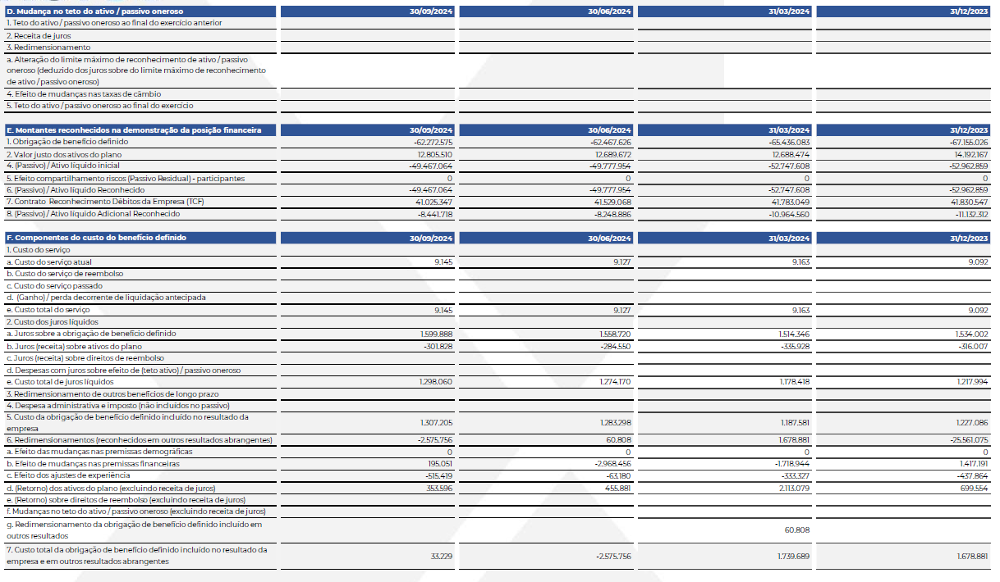 D. Mudança no teto do ativo / passivo oneroso 30/09/2024 30/06/2024 31/03/2024 31/12/2023
1. Teto do ativo / passivo oneroso ao final do exercício anterior
2. Receita de juros
3. Redimensionamento
a. Alteração do limite máximo de reconhecimento de ativo / passivo
oneroso (deduzido dos juros sobre do limite máximo de reconhecimento
de ativo / passivo oneroso)
4. Efeito de mudanças nas taxas de câmbio
5. Teto do ativo / passivo oneroso ao final do exercício
E. Montantes reconhecidos na demonstração da posição financeira 30/09/2024 30/06/2024 31/03/2024 31/12/2023
1. Obrigação de benefício definido -62.272.575 -62.467.626 -65.436.083 -67.155.026
2. Valor justo dos ativos do plano 12.805.510 12.689.672 12.688.474 14.192.167
4. (Passivo) / Ativo líquido inicial -49.467.064 -49.777.954 -52.747.608 -52.962.859
5. Efeito compartilhamento riscos (Passivo Residual) - participantes 0 0 0 0
6. (Passivo) / Ativo líquido Reconhecido -49.467.064 -49.777.954 -52.747.608 -52.962.859
7. Contrato Reconhecimento Débitos da Empresa (TCF) 41.025.347 41.529.068 41.783.049 41.830.547
8. (Passivo) / Ativo líquido Adicional Reconhecido -8.441.718 -8.248.886 -10.964.560 -11.132.312
F. Componentes do custo do benefício definido 30/09/2024 30/06/2024 31/03/2024 31/12/2023
1. Custo do serviço
a. Custo do serviço atual 9.145 9.127 9.163 9.092
b. Custo do serviço de reembolso
c. Custo do serviço passado
d. (Ganho) / perda decorrente de liquidação antecipada
e. Custo total do serviço 9.145 9.127 9.163 9.092
2. Custo dos juros líquidos
a. Juros sobre a obrigação de benefício definido 1.599.888 1.558.720 1.514.346 1.534.002
b. Juros (receita) sobre ativos do plano -301.828 -284.550 -335.928 -316.007
c. Juros (receita) sobre direitos de reembolso
d. Despesas com juros sobre efeito de (teto ativo) / passivo oneroso
e. Custo total de juros líquidos 1.298.060 1.274.170 1.178.418 1.217.994
3. Redimensionamento de outros benefícios de longo prazo
4. Despesa administrativa e imposto (não incluídos no passivo)
5. Custo da obrigação de benefício definido incluído no resultado da
empresa 1.307.205 1.283.298 1.187.581 1.227.086
6. Redimensionamentos (reconhecidos em outros resultados abrangentes) -2.575.756 60.808 1.678.881 -25.561.075
a. Efeito das mudanças nas premissas demográficas 0 0 0 0
b. Efeito de mudanças nas premissas financeiras 195.051 -2.968.456 -1.718.944 1.417.191
c. Efeito dos ajustes de experiência -515.419 -63.180 -333.327 -437.864
d. (Retorno) dos ativos do plano (excluindo receita de juros) 353.596 455.881 2.113.079 699.554
e. (Retorno) sobre direitos de reembolso (excluindo receita de juros)
f. Mudanças no teto do ativo / passivo oneroso (excluindo receita de juros)
g. Redimensionamento da obrigação de benefício definido incluído em
outros resultados 60.808
7. Custo total da obrigação de benefício definido incluído no resultado da
empresa e em outros resultados abrangentes 33.229 -2.575.756 1.739.689 1.678.881